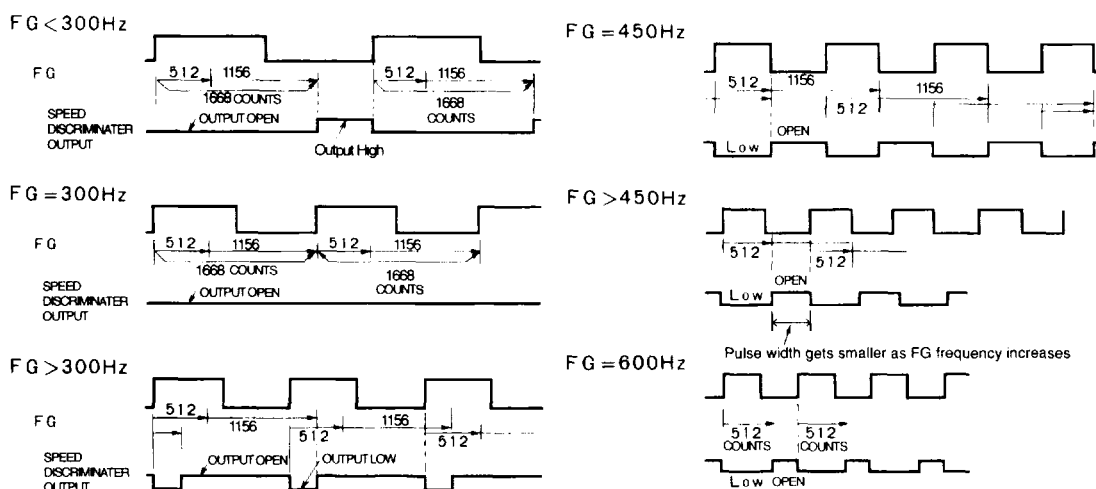 FG<300Hz
FG
512 1156 512 1156
1668 COUNTS 1668
COUNTS
SPEED
DISCRIMINATER
OUTPUT
OUTPUT OPEN
Output High
FG=300Hz
FG
512 1156 512 1156
1668 COUNTS 1668
COUNTS
SPEED
DISCRIMINATER
OUTPUT
OUTPUT OPEN
FG>300Hz
FG
512 1156 512 1156 512
SPEED
DISCRIMINATER
OUTPUT
OUTPUT OPEN
OUTPUT LOW
FG=450Hz
512 1156 512 1156
OPEN
Low
FG>450Hz
512 512
OPEN
Low
Pulse width gets smaller as FG frequency increases
FG=600Hz
512 512
COUNTS COUNTS
Low OPEN